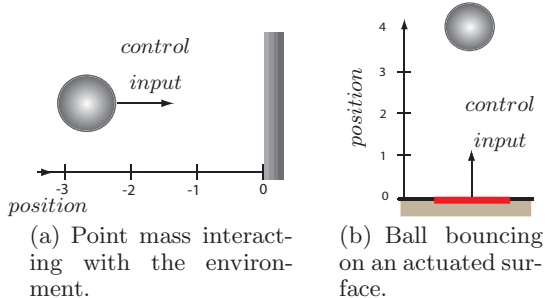 control
input
-3
-2
-1
0
position
(a) Point mass interact-
ing with the environ-
ment.
4
3
2
1
0
position
control
input
(b) Ball bouncing
on an actuated sur-
face.